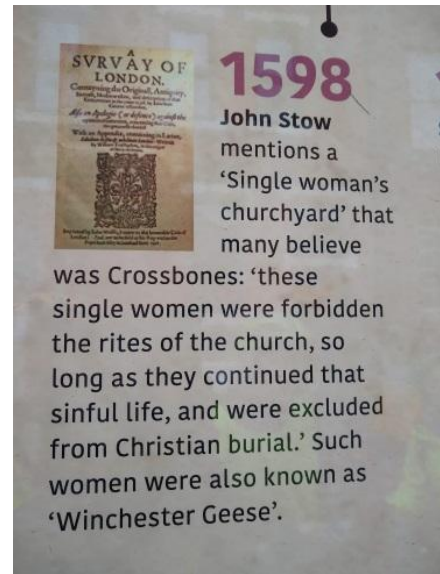 A
SVRVAY OF
LONDON.
1598
John Stow
mentions a
‘Single woman’s
churchyard’ that
many believe
was Crossbones: ‘these
single women were forbidden
the rites of the church, so
long as they continued that
sinful life, and were excluded
from Christian burial.’ Such
women were also known as
‘Winchester Geese’.